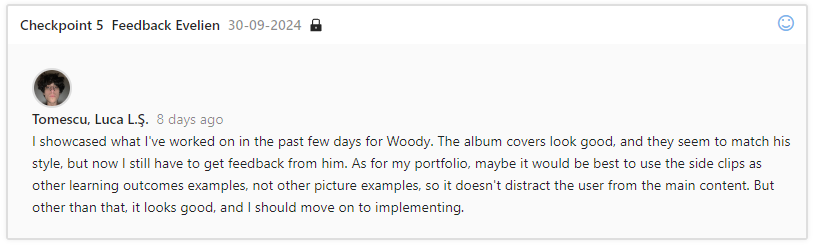 Checkpoint 5 Feedback Evelien 30-09-2024
Tomescu, Luca L.Ş. 8 days ago
I showcased what I've worked on in the past few days for Woody. The album covers look good, and they seem to match his
style, but now I still have to get feedback from him. As for my portfolio, maybe it would be best to use the side clips as
other learning outcomes examples, not other picture examples, so it doesn't distract the user from the main content. But
other than that, it looks good, and I should move on to implementing.